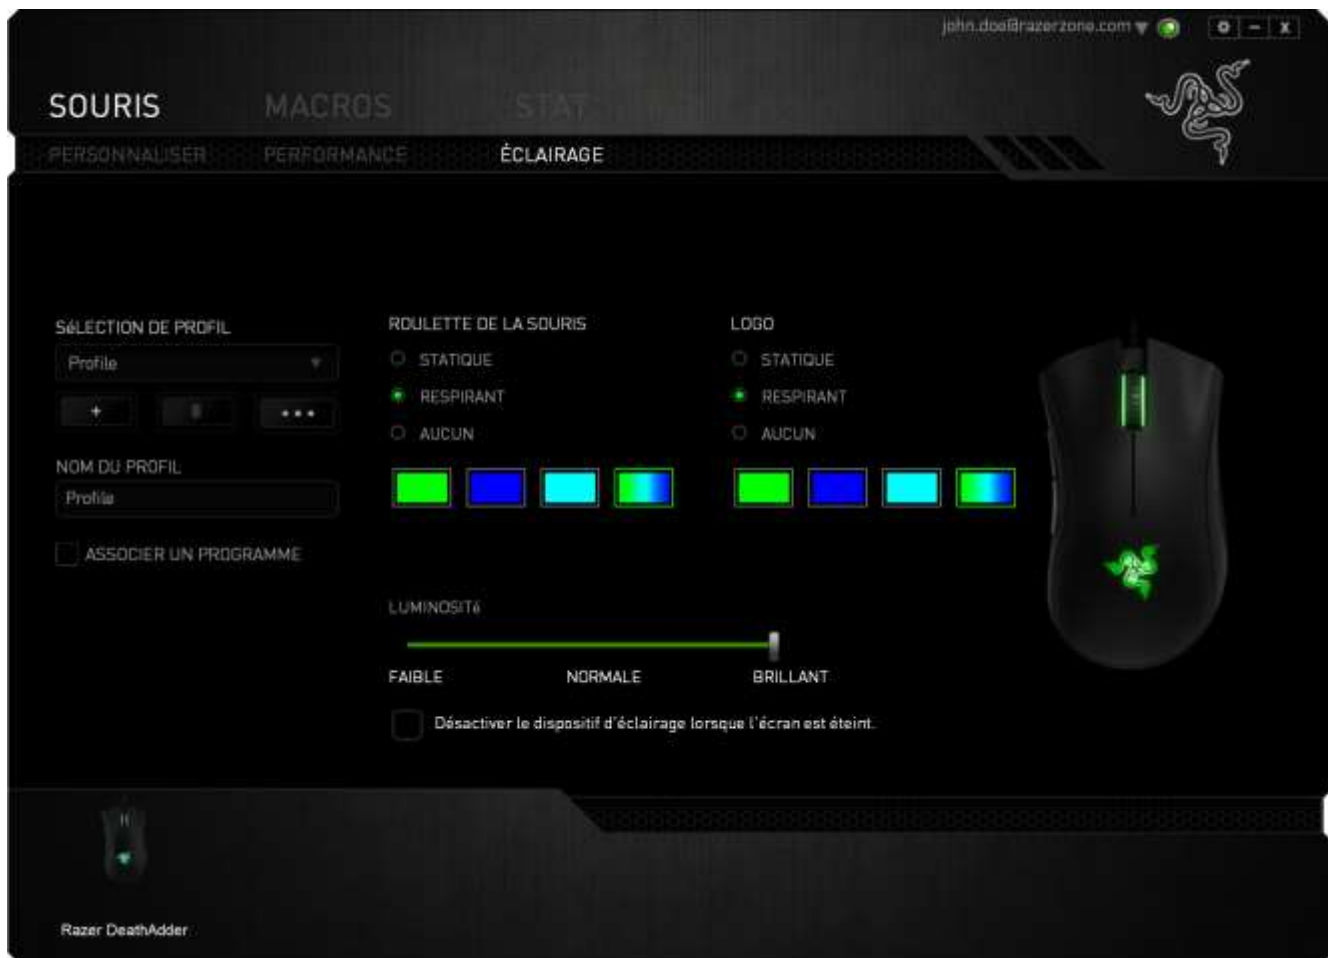 john.doe@razerzone.com
SOURIS MACROS STAT
PERSONNALISER PERFORMANCE ÉCLAIRAGE
SéLECTION DE PROFIL
Profile
+ •••
NOM DU PROFIL
Profile
ASSOCIER UN PROGRAMME
ROULETTE DE LA SOURIS
STATIQUE
RESPIRANT
AUCUN
LOGO
STATIQUE
RESPIRANT
AUCUN
LUMINOSITé
FAIBLE NORMALE BRILLANT
Désactiver le dispositif d'éclairage lorsque l'écran est éteint.
Razer DeathAdder